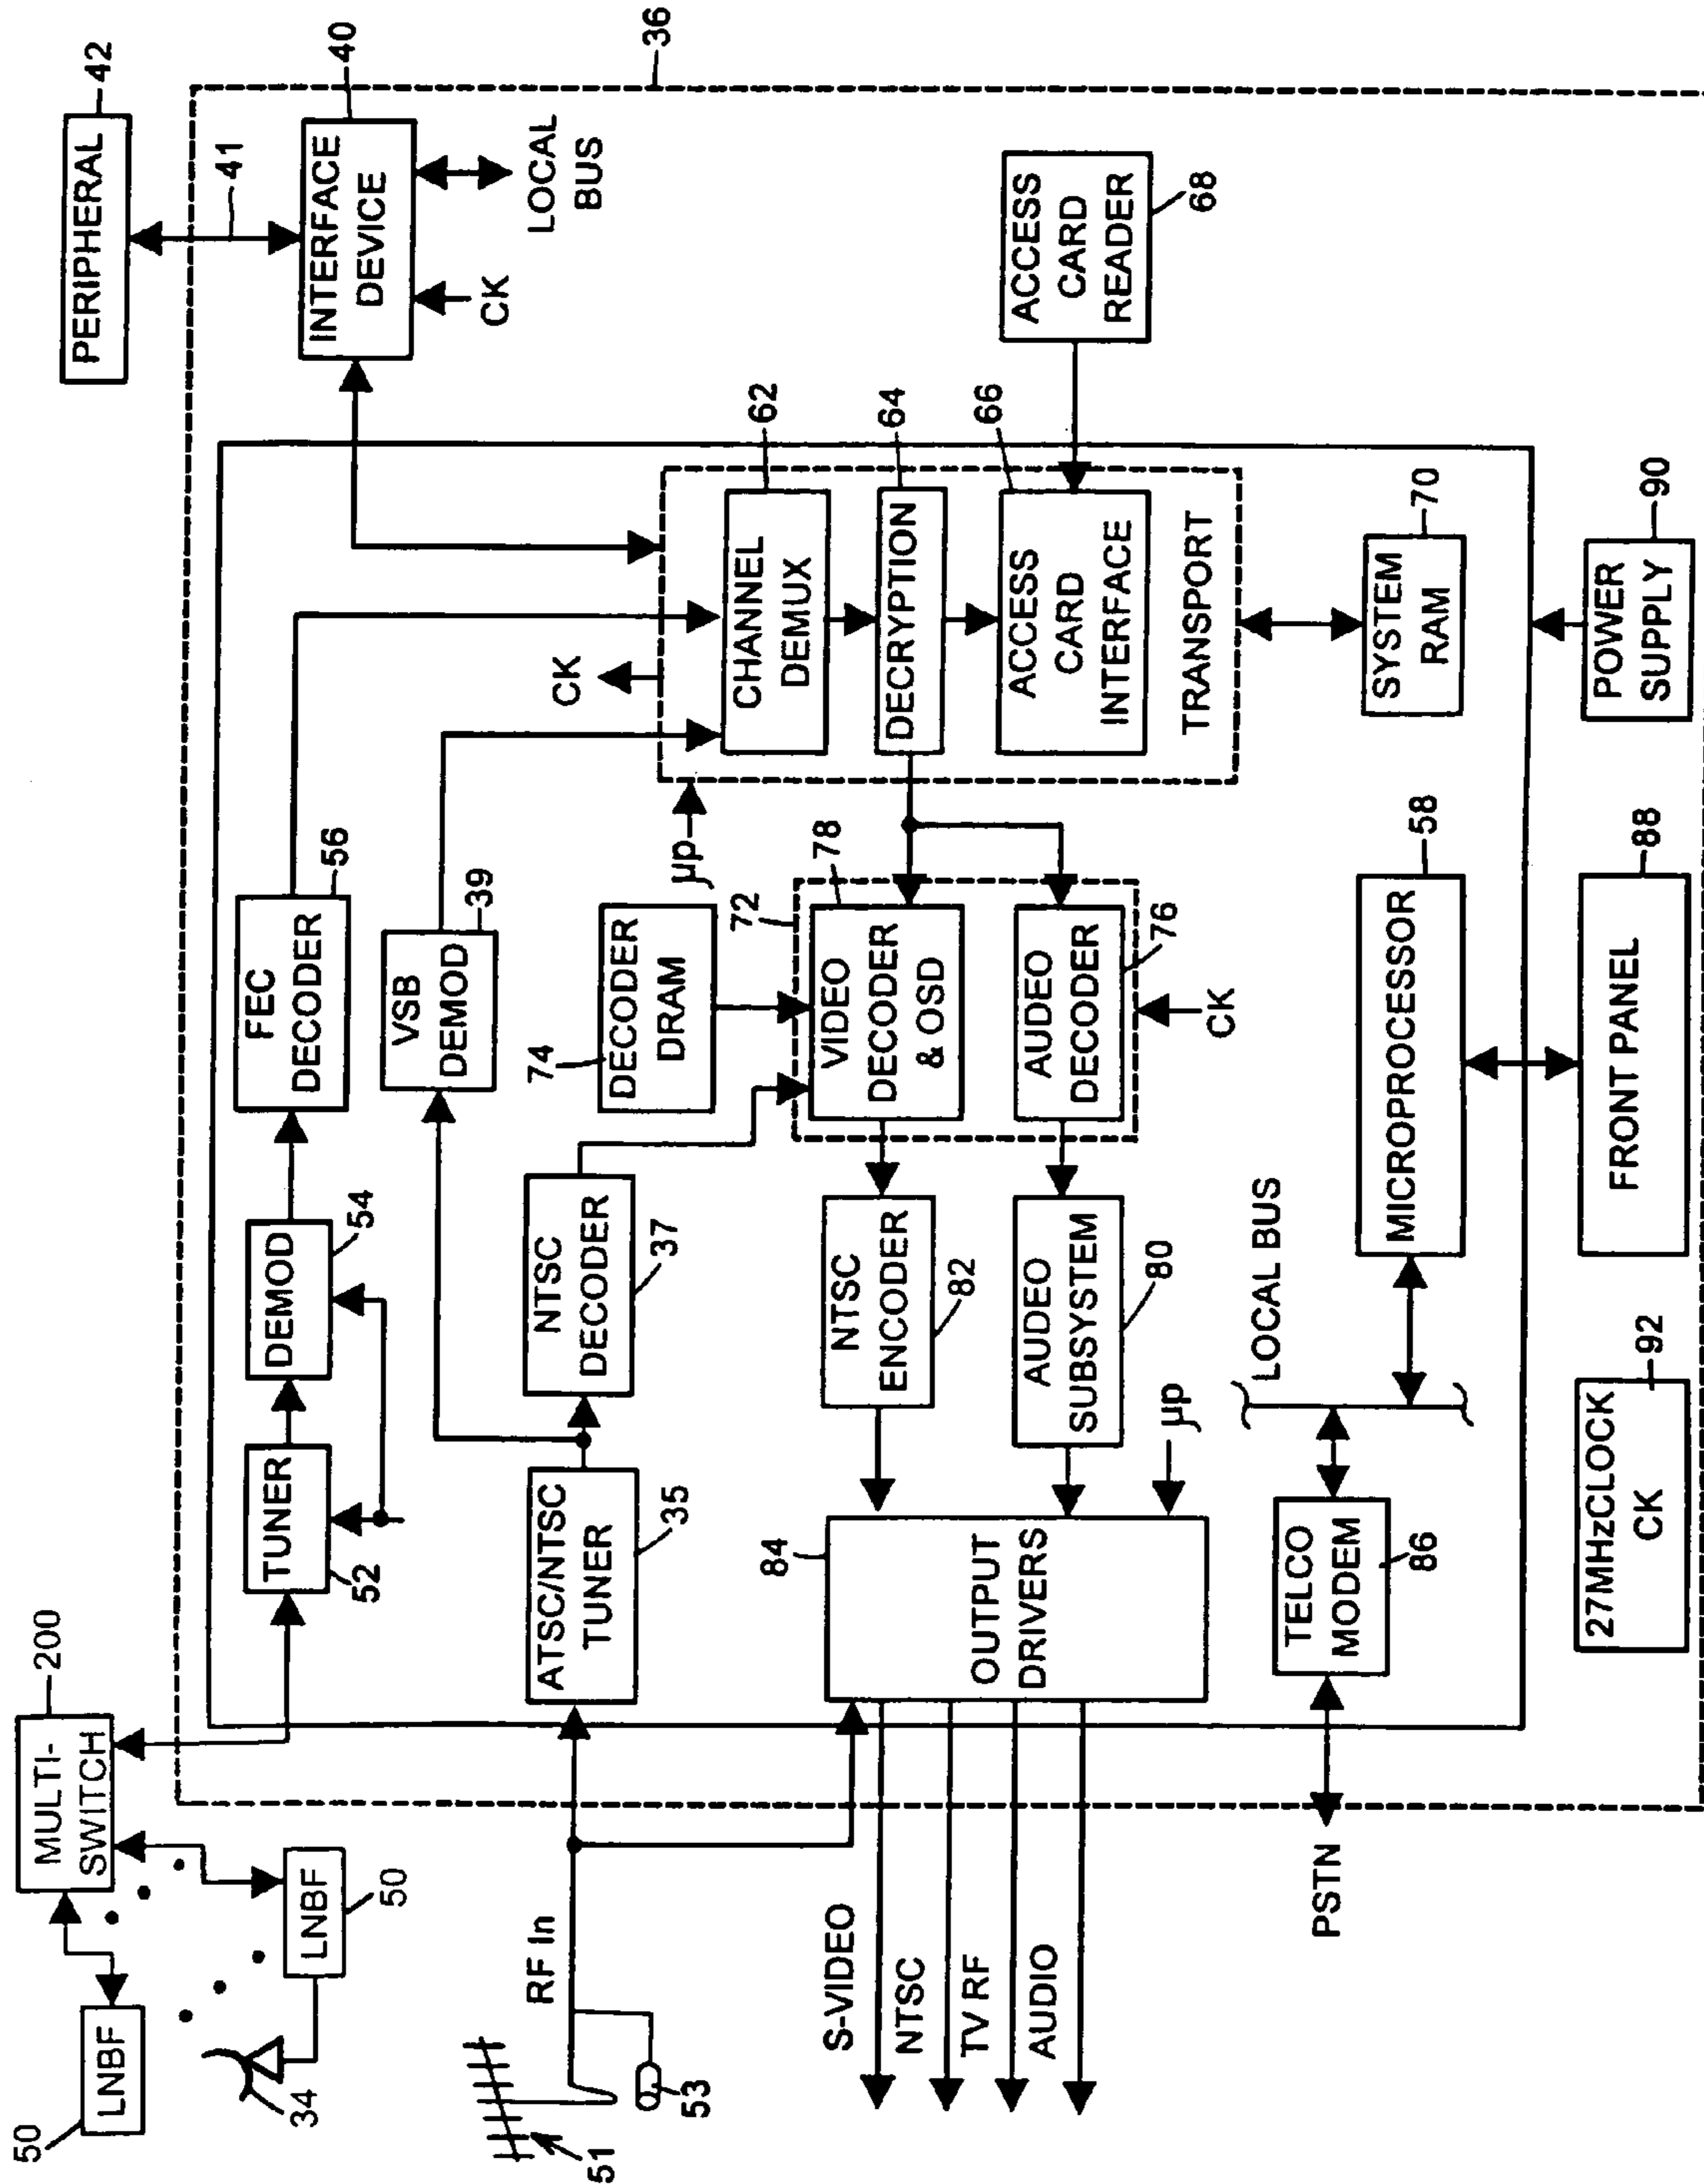 50
LNBF
MULTI-
SWITCH
200
34
LNBF
50
PERIPHERAL
42
41
INTERFACE
DEVICE
40
CK
LOCAL
BUS
36
TUNER
52
DEMOD
54
FEC
DECODER
56
VSB
DEMOD
39
51
53
RF In
ATSC/NTSC
TUNER
35
NTSC
DECODER
37
74
DECODER
DRAM
CK
µp
CHANNEL
DEMUX
62
DECRYPTION
64
ACCESS
CARD
INTERFACE
66
TRANSPORT
ACCESS
CARD
READER
68
72
VIDEO
DECODER
& OSD
78
AUDEO
DECODER
76
CK
NTSC
ENCODER
82
AUDEO
SUBSYSTEM
80
84
OUTPUT
DRIVERS
µp
S-VIDEO
NTSC
TV RF
AUDIO
PSTN
TELCO
MODEM
86
LOCAL BUS
MICROPROCESSOR
58
SYSTEM
RAM
70
27MHzCLOCK
CK
92
FRONT PANEL
88
POWER
SUPPLY
90